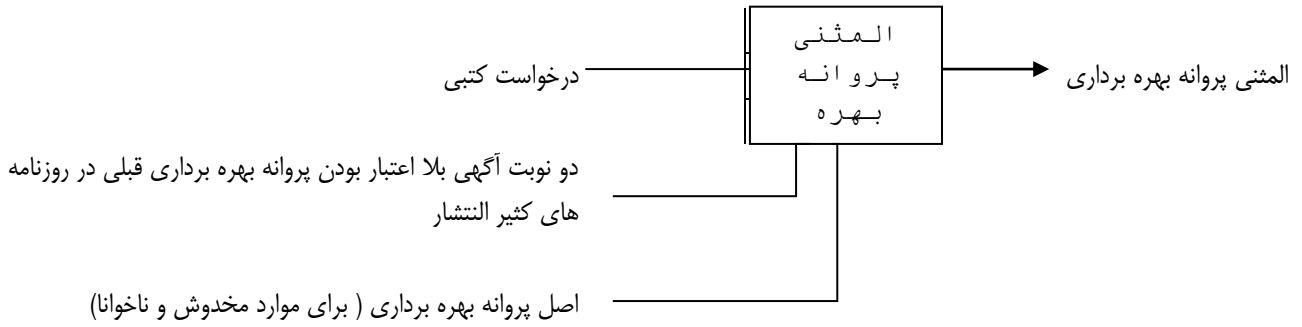 المثنی
پروانه
بهره
المثنی پروانه بهره برداری
درخواست کتبی
دو نوبت آگهی بلا اعتبار بودن پروانه بهره برداری قبلی در روزنامه
های کثیر النتشار
اصل پروانه بهره برداری ( برای موارد مخدوش و ناخوانا)